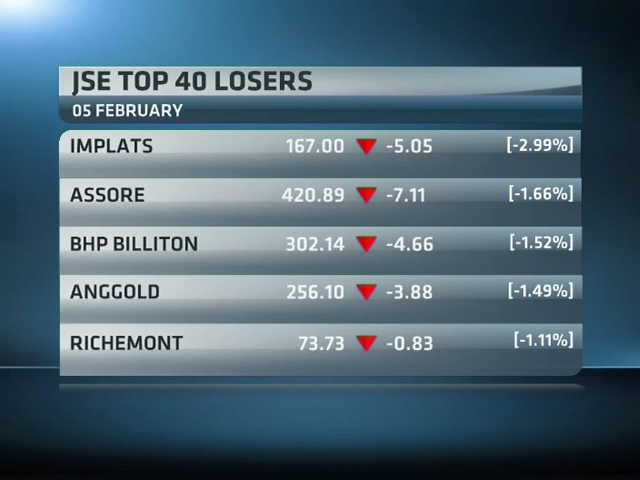 JSE TOP 40 LOSERS
05 FEBRUARY
IMPLATS 167.00 -5.05 [-2.99%]
ASSORE 420.89 -7.11 [-1.66%]
BHP BILLITON 302.14 -4.66 [-1.52%]
ANGGOLD 256.10 -3.88 [-1.49%]
RICHEMONT 73.73 -0.83 [-1.11%]